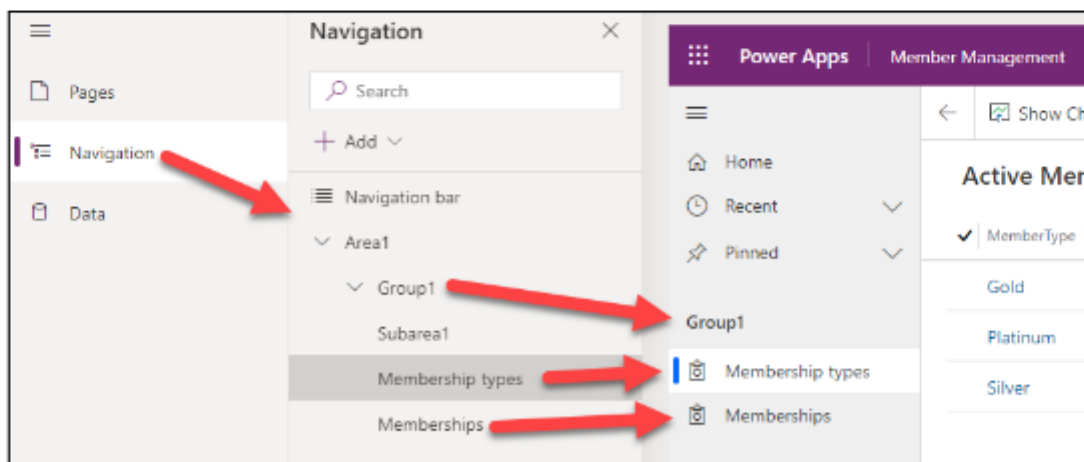 Pages
Navigation
Data
Navigation
Search
Add
Navigation bar
Area1
Group1
Subarea1
Membership types
Memberships
Power Apps
Member Management
Show Ch
Home
Recent
Pinned
Group1
Membership types
Memberships
Active Mer
MemberType
Gold
Platinum
Silver